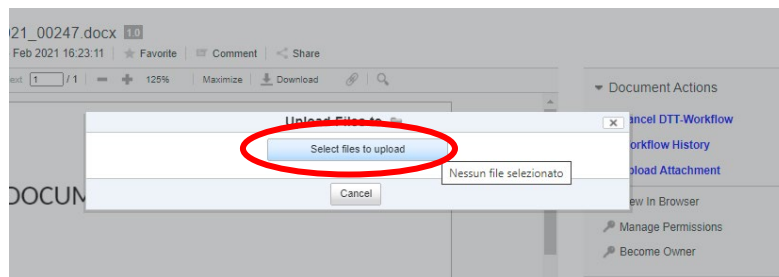 21_00247.docx 1.0
Feb 2021 16:23:11 Favorite Comment Share
1 / 1 125% Maximize Download
Document Actions
Upload Files to
ancel DTT-Workflow
Select files to upload
orkflow History
Nessun file selezionato
pload Attachment
Cancel
DOCUM
ew In Browser
Manage Permissions
Become Owner